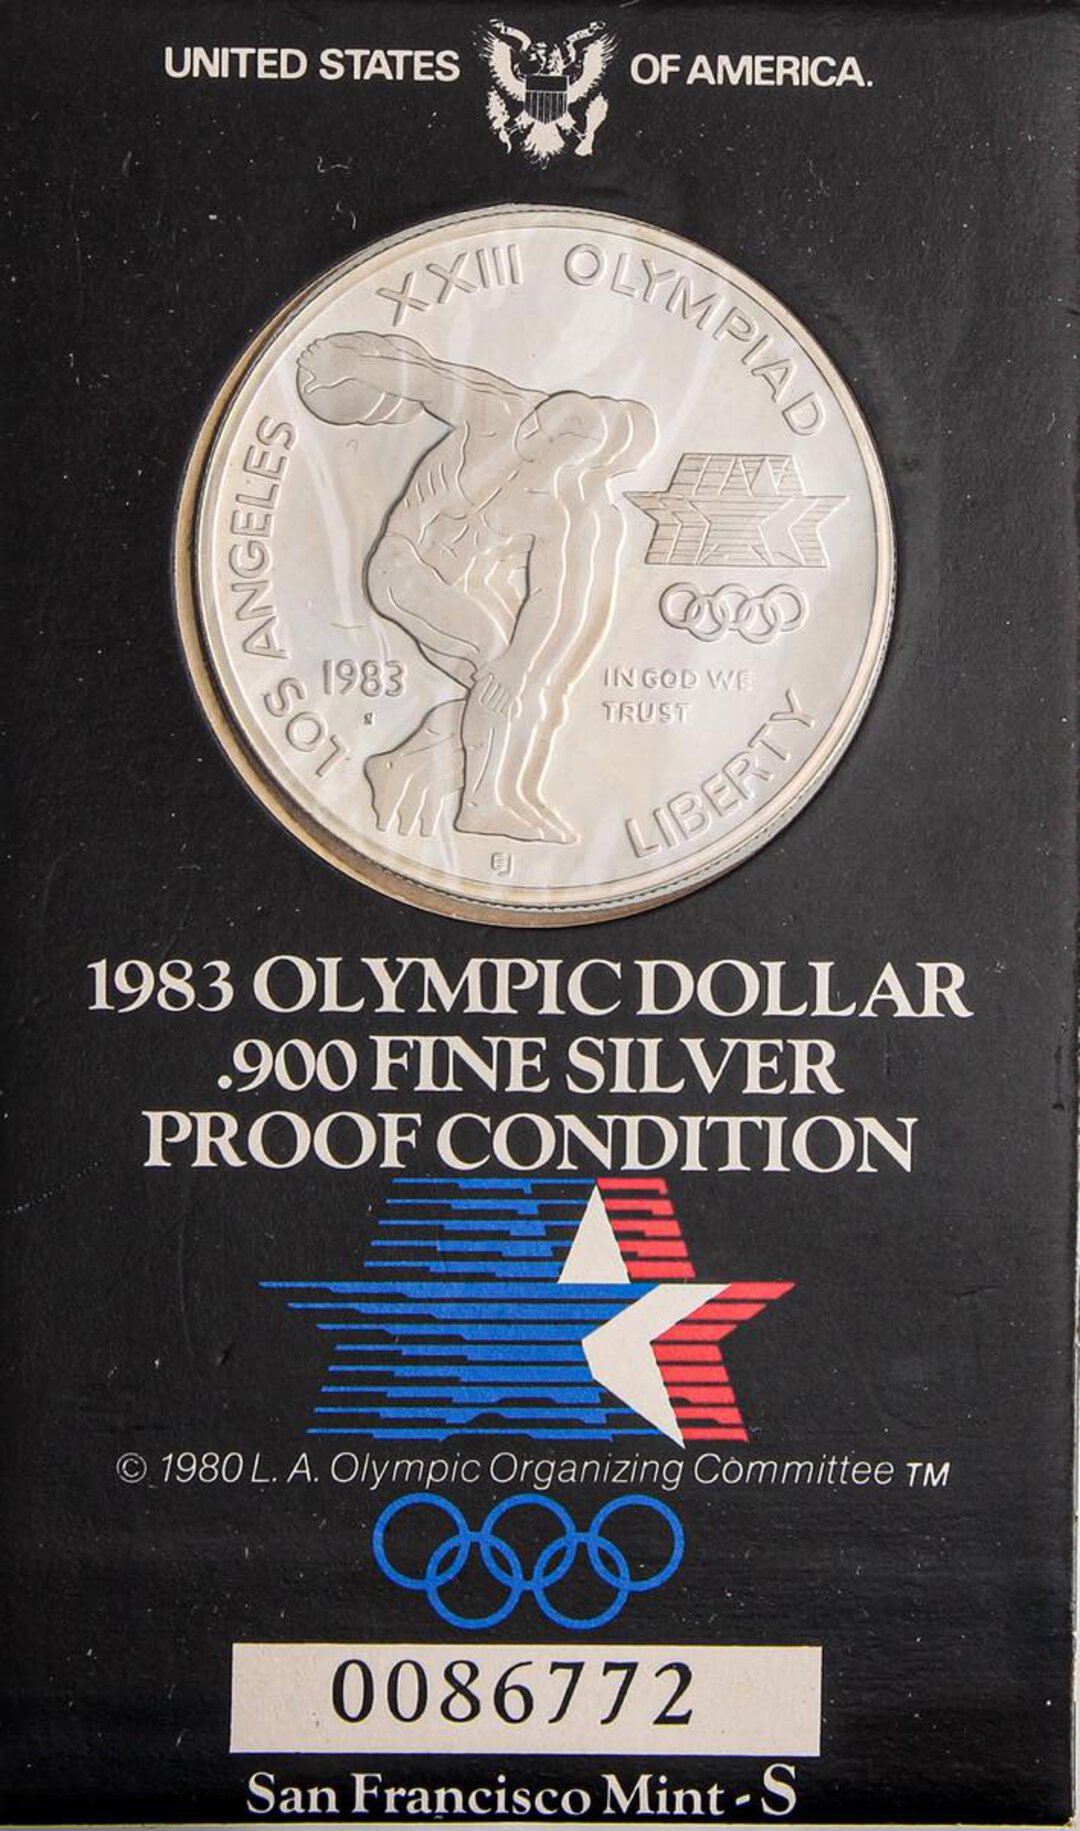 UNITED STATES OF AMERICA.
XXIII OLYMPIAD
LOS ANGELES
1983
S
IN GOD WE
TRUST
LIBERTY
EJ
1983 OLYMPIC DOLLAR
.900 FINE SILVER
PROOF CONDITION
© 1980 L. A. Olympic Organizing Committee TM
0086772
San Francisco Mint - S